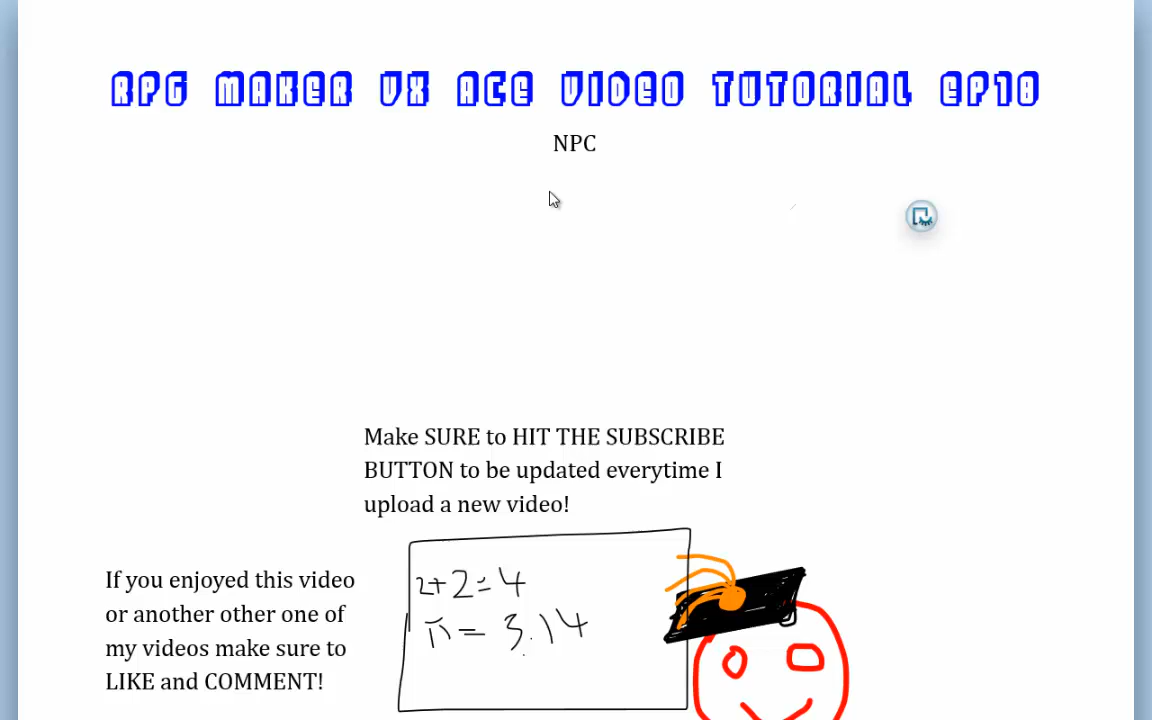 RPG MAKER VX ACE VIDEO TUTORIAL EP18
NPC
Make SURE to HIT THE SUBSCRIBE
BUTTON to be updated everytime I
upload a new video!
If you enjoyed this video
or another other one of
my videos make sure to
LIKE and COMMENT!
2+2=4
π=3.14